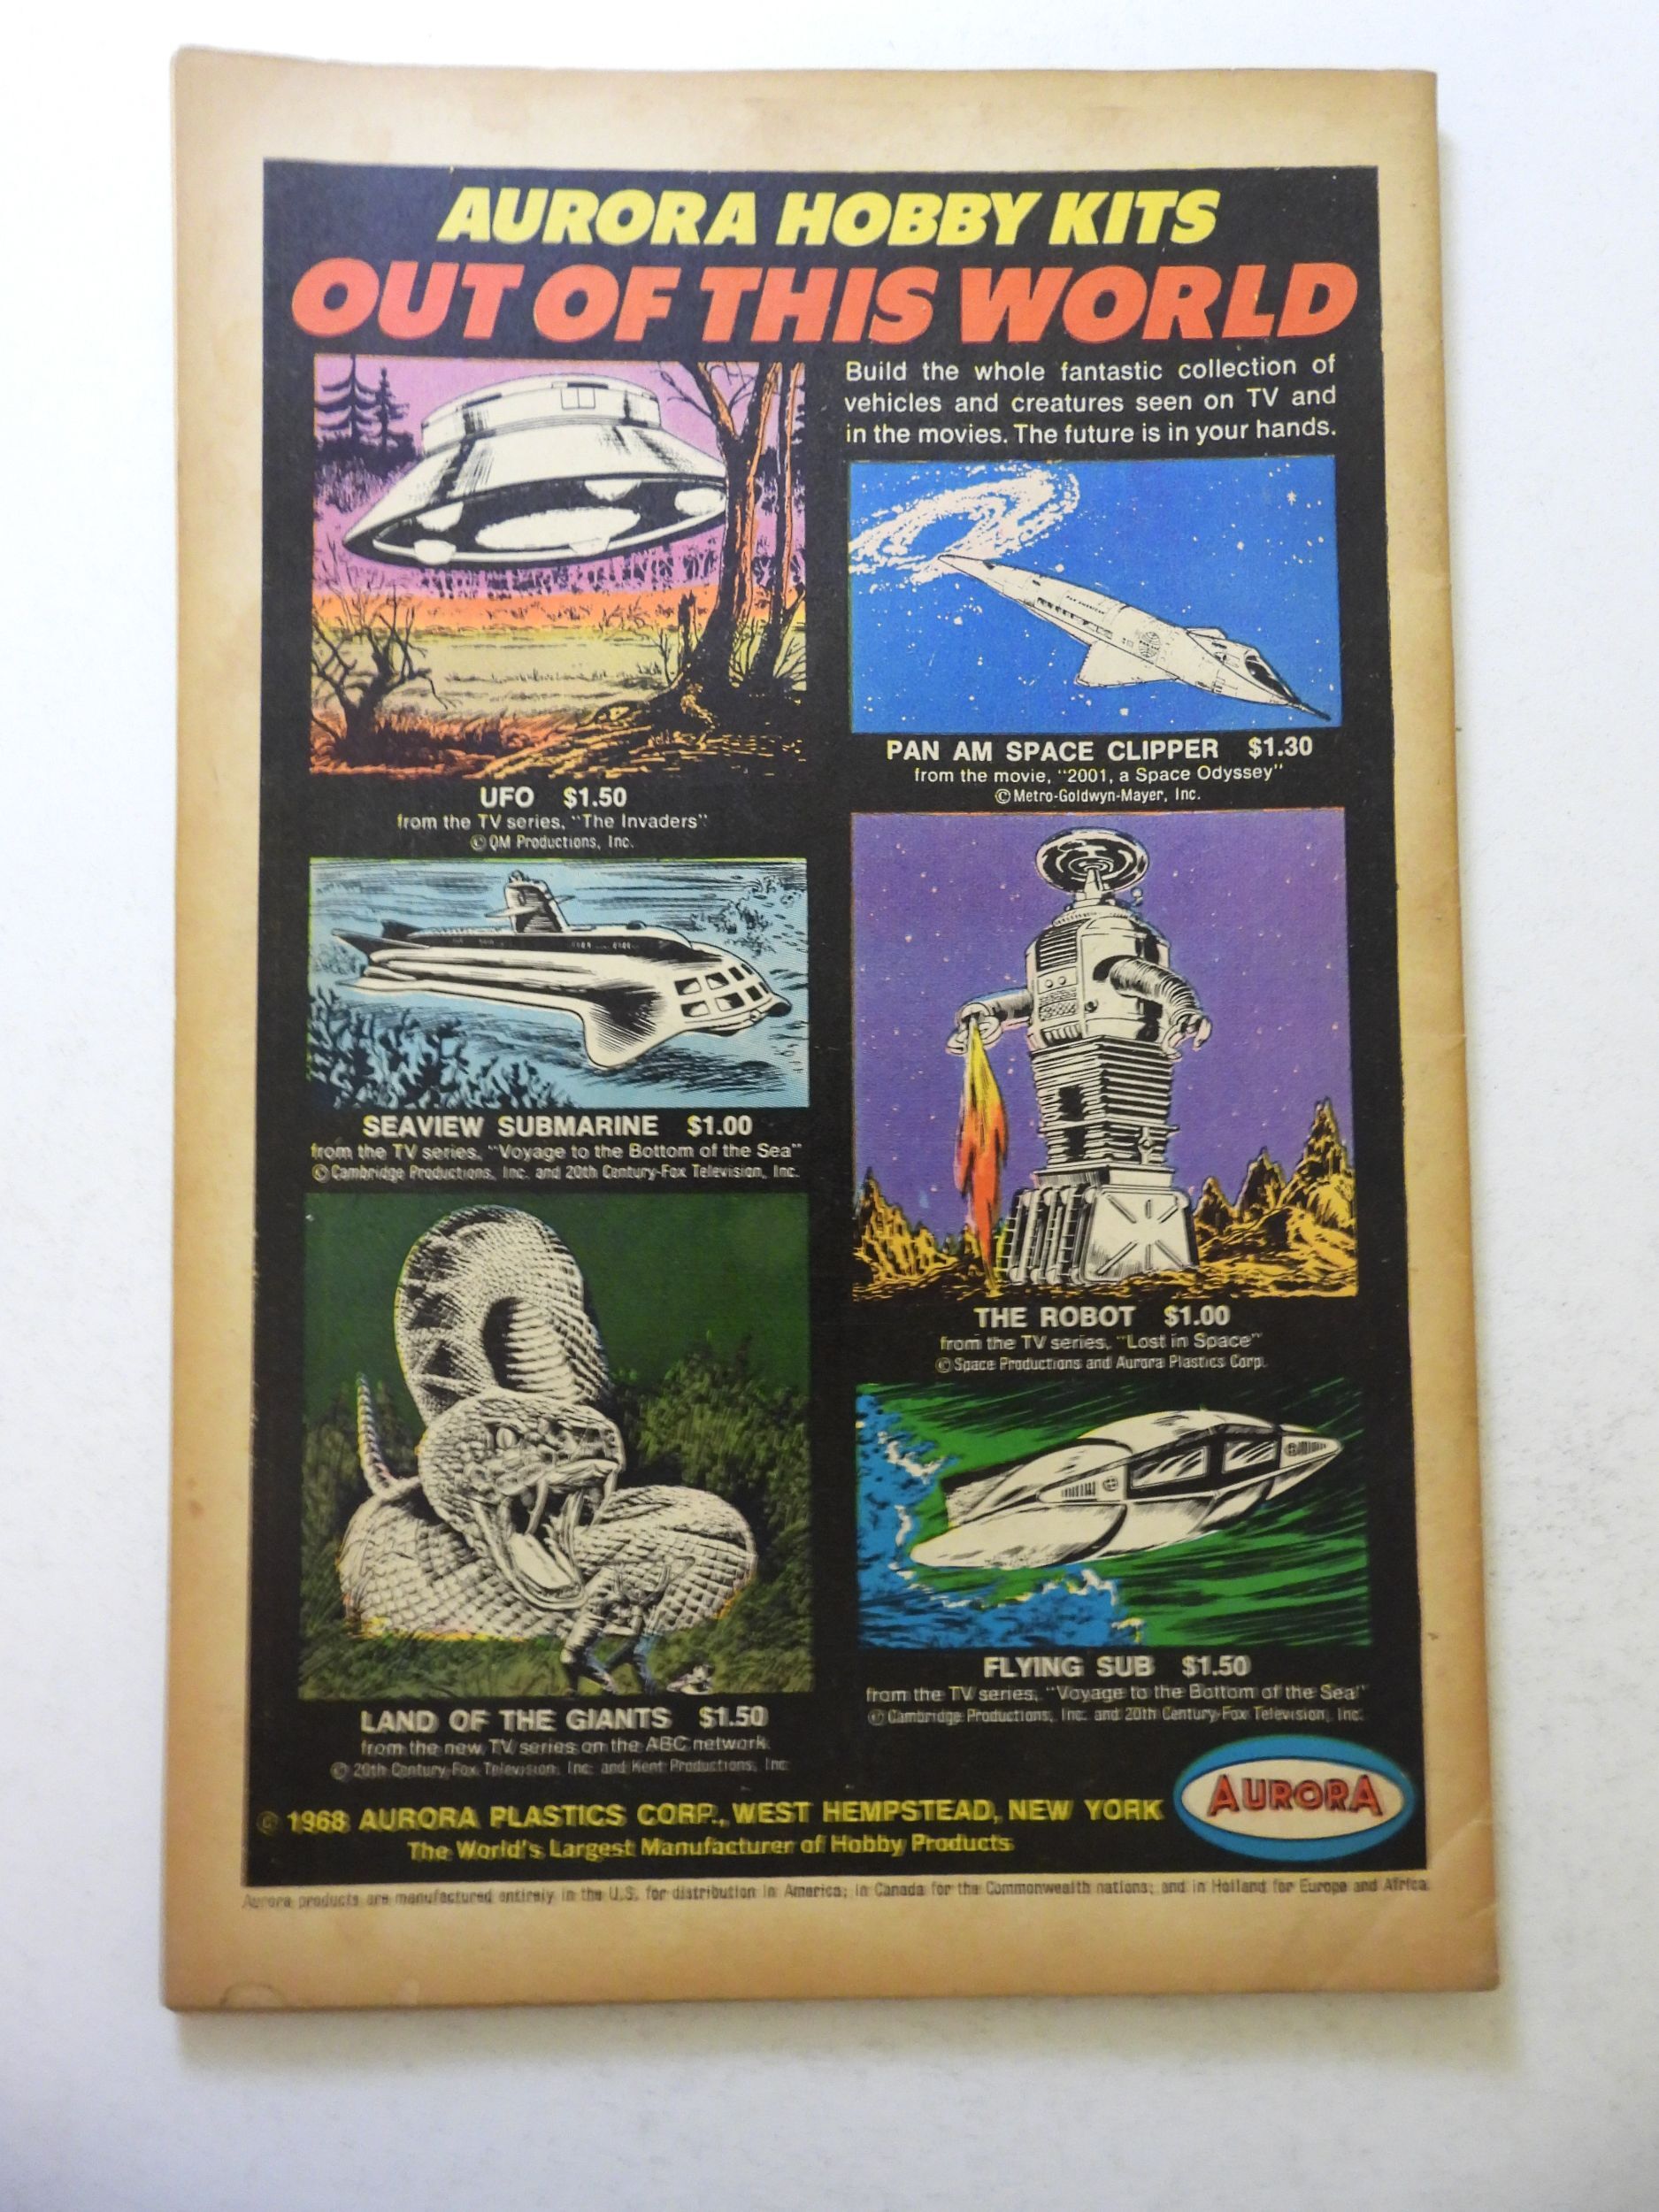 AURORA HOBBY KITS
OUT OF THIS WORLD
Build the whole fantastic collection of
vehicles and creatures seen on TV and
in the movies. The future is in your hands.
UFO $1.50
from the TV series, "The Invaders"
© QM Productions, Inc.
PAN AM SPACE CLIPPER $1.30
from the movie, "2001, a Space Odyssey"
© Metro-Goldwyn-Mayer, Inc.
SEAVIEW SUBMARINE $1.00
from the TV series, "Voyage to the Bottom of the Sea"
© Cambridge Productions, Inc. and 20th Century-Fox Television, Inc.
THE ROBOT $1.00
from the TV series, "Lost in Space"
© Space Productions and Aurora Plastics Corp.
LAND OF THE GIANTS $1.50
from the new TV series on the ABC network.
© 20th Century-Fox Television, Inc. and Kent Productions, Inc.
FLYING SUB $1.50
from the TV series, "Voyage to the Bottom of the Sea"
© Cambridge Productions, Inc. and 20th Century-Fox Television, Inc.
© 1968 AURORA PLASTICS CORP., WEST HEMPSTEAD, NEW YORK
The World's Largest Manufacturer of Hobby Products
AURORA
Aurora products are manufactured entirely in the U.S. for distribution in America; in Canada for the Commonwealth nations; and in Holland for Europe and Africa.